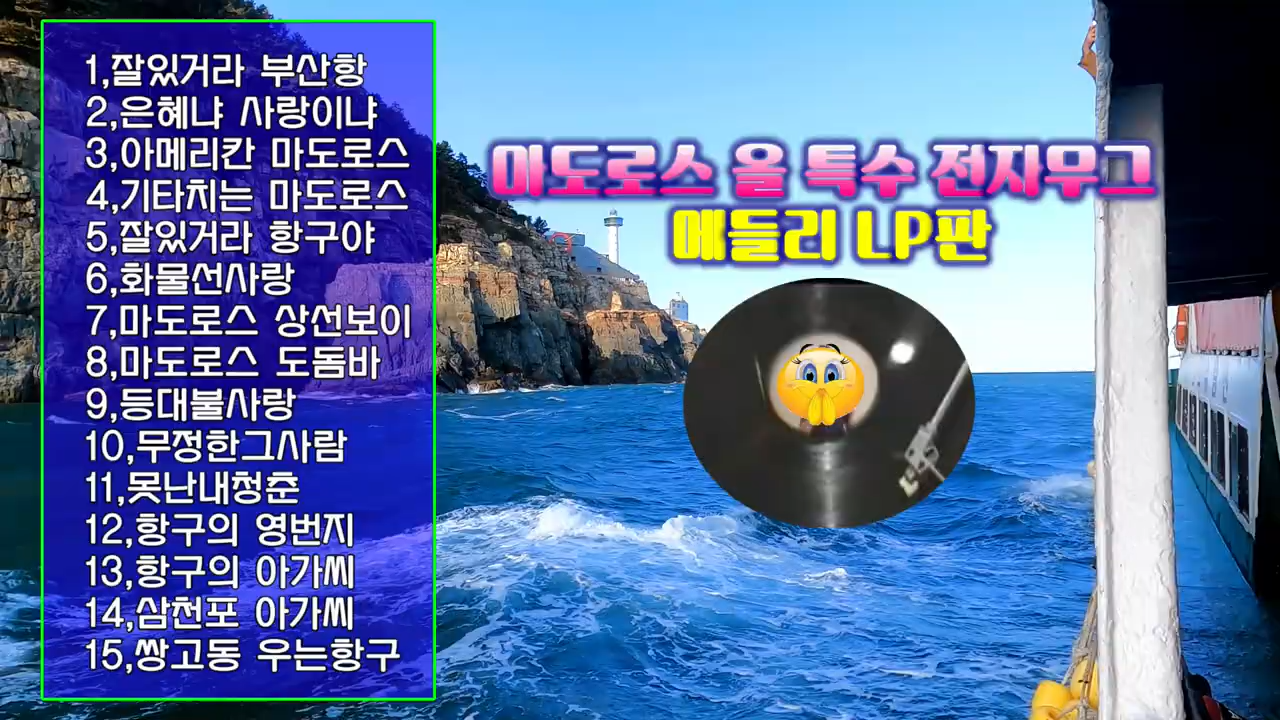 1,잘있거라 부산항
2,은혜냐 사랑이냐
3,아메리칸 마도로스
4,기타치는 마도로스
5,잘있거라 항구야
6,화물선사랑
7,마도로스 상선보이
8,마도로스 도돔바
9,등대불사랑
10,무정한그사람
11,못난내청춘
12,항구의 영번지
13,항구의 아가씨
14,삼천포 아가씨
15,쌍고동 우는항구
마도로스 올 특수 전자무그
메들리 LP판